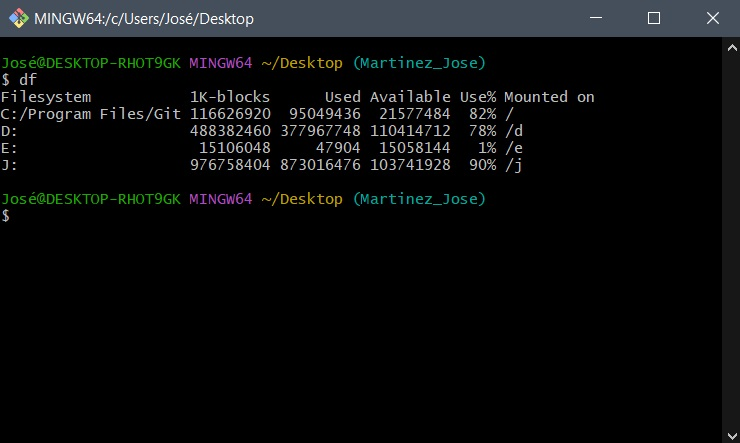 MINGW64:/c/Users/José/Desktop
José@DESKTOP-RHOT9GK MINGW64 ~/Desktop (Martinez_Jose)
$ df
Filesystem           1K-blocks      Used Available Use% Mounted on
C:/Program Files/Git 116626920  95049436  21577484  82% /
D:                   488382460 377967748 110414712  78% /d
E:                    15106048     47904  15058144   1% /e
J:                   976758404 873016476 103741928  90% /j
José@DESKTOP-RHOT9GK MINGW64 ~/Desktop (Martinez_Jose)
$